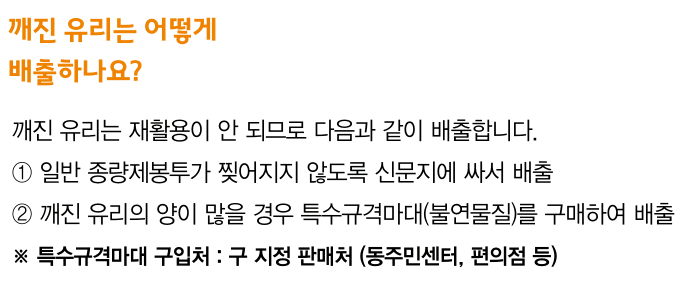 깨진 유리는 어떻게
배출하나요?
깨진 유리는 재활용이 안 되므로 다음과 같이 배출합니다.
① 일반 종량제봉투가 찢어지지 않도록 신문지에 싸서 배출
② 깨진 유리의 양이 많을 경우 특수규격마대(불연물질)를 구매하여 배출
※ 특수규격마대 구입처 : 구 지정 판매처 (동주민센터, 편의점 등)